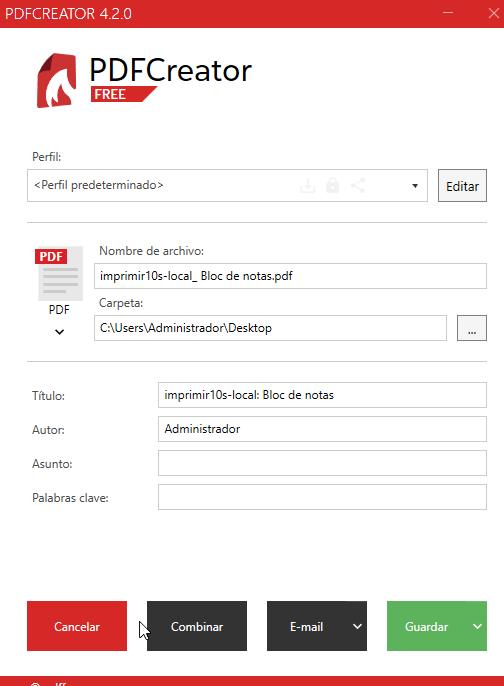 PDFCREATOR 4.2.0
PDFCreator
FREE
Perfil:
<Perfil predeterminado>
Editar
Nombre de archivo:
PDF
imprimir10s-local_ Bloc de notas.pdf
PDF
Carpeta:
C:\Users\Administrador\Desktop
...
Título:
imprimir10s-local: Bloc de notas
Autor:
Administrador
Asunto:
Palabras clave:
Cancelar
Combinar
E-mail
Guardar